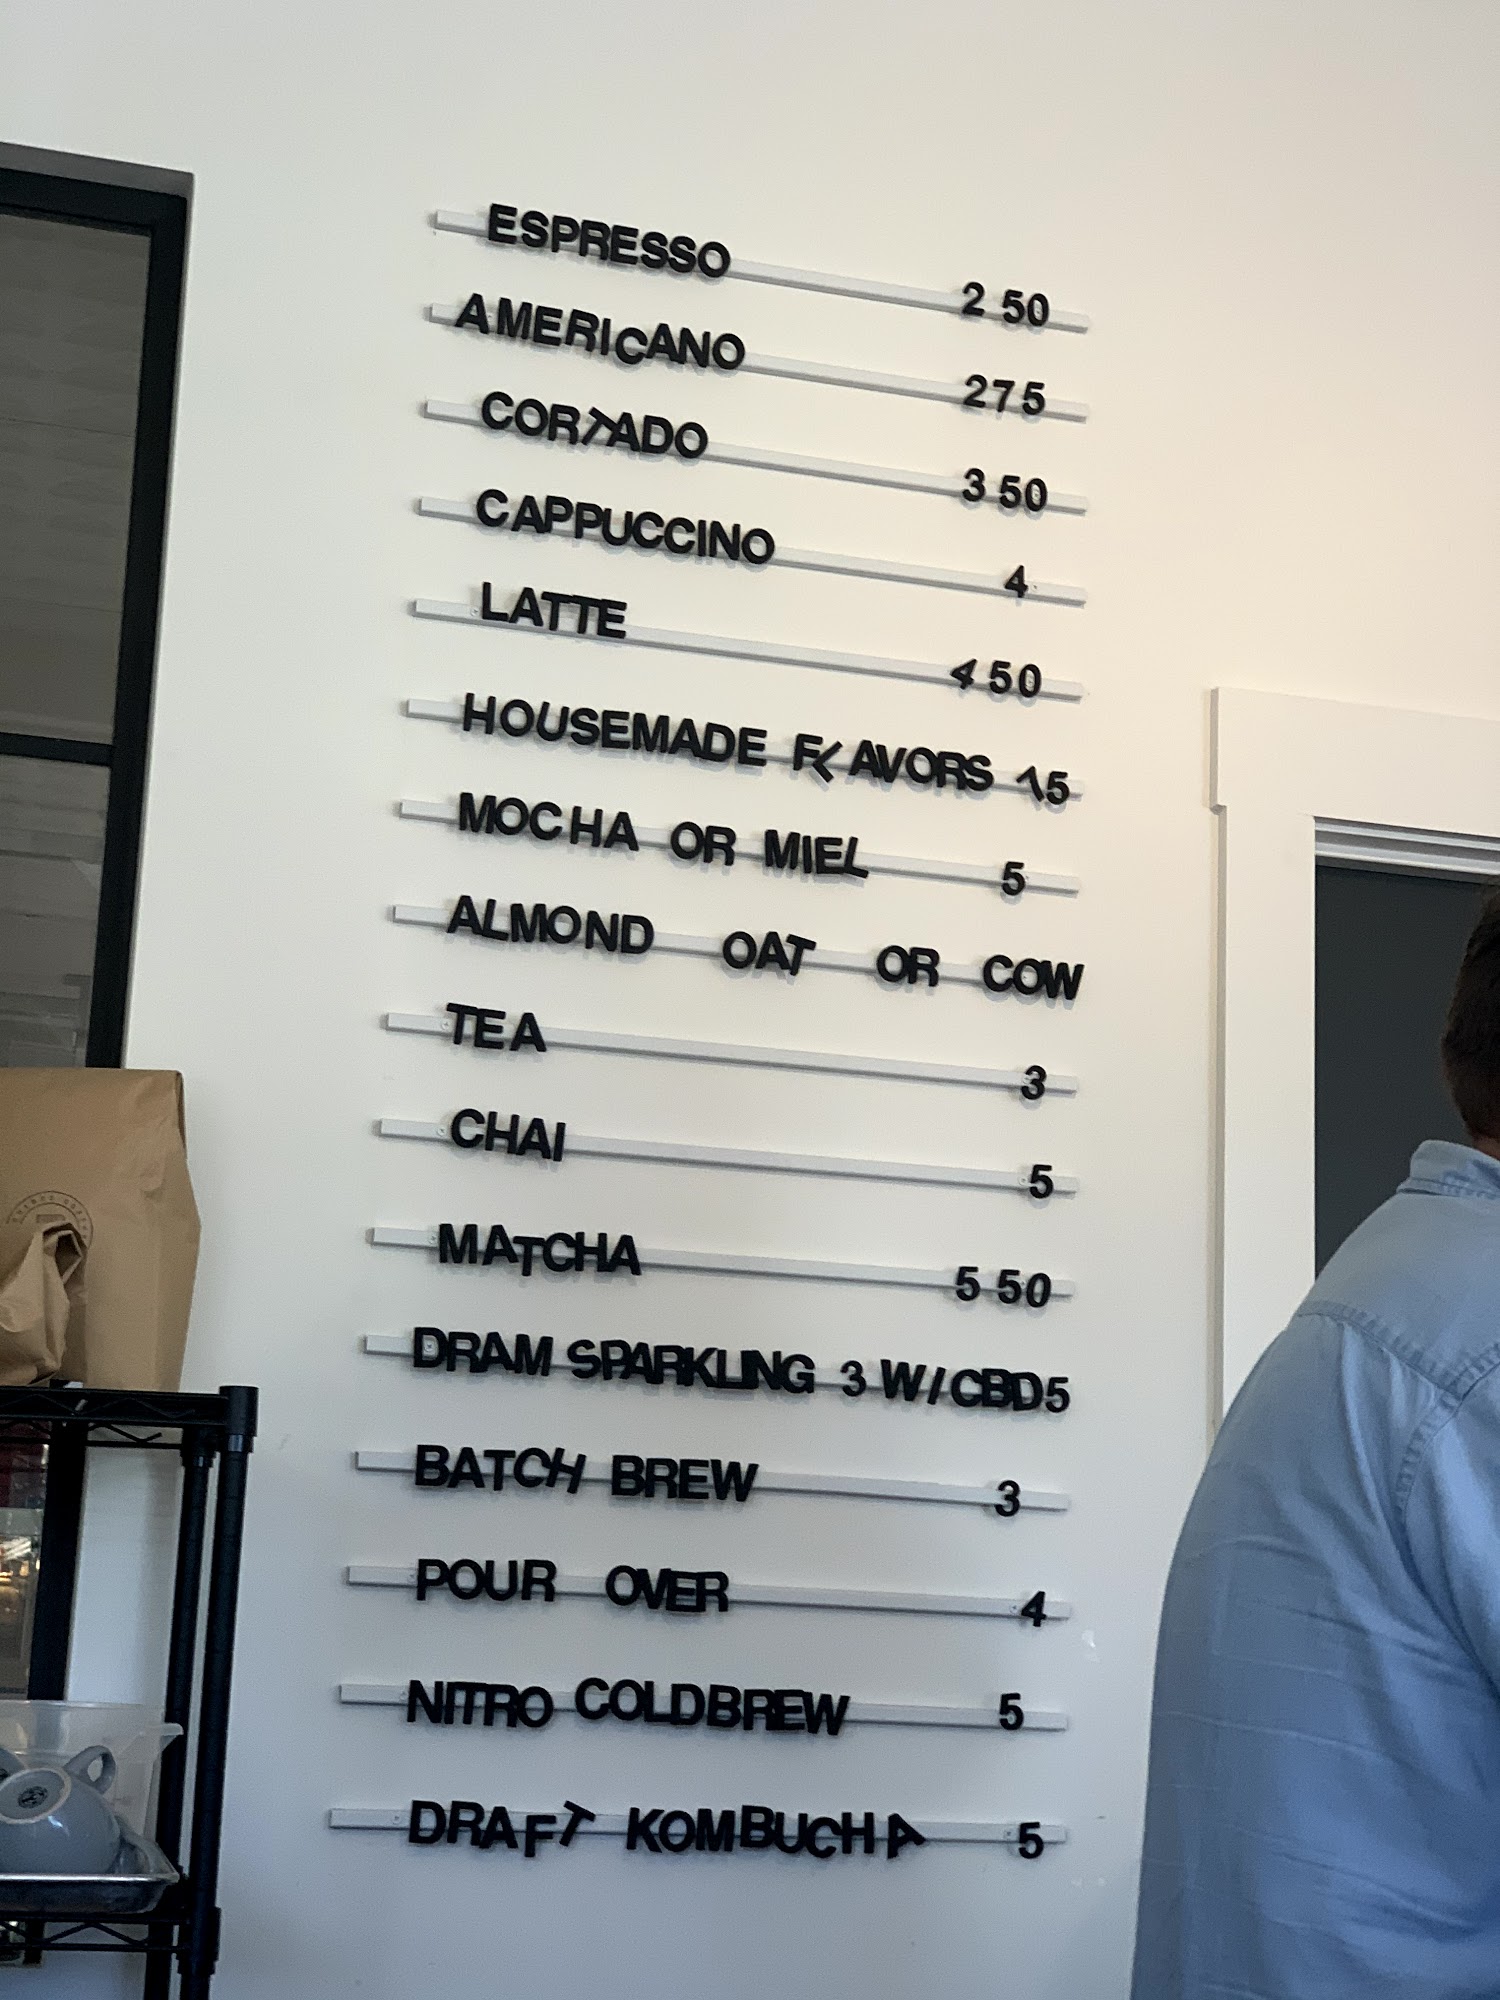 ESPRESSO 2 50
AMERICANO 275
CORTADO 3 50
CAPPUCCINO 4
LATTE 4 50
HOUSEMADE FLAVORS 15
MOCHA OR MIEL 5
ALMOND OAT OR COW
TEA 3
CHAI 5
MATCHA 5 50
DRAM SPARKLING 3 W/CBD5
BATCH BREW 3
POUR OVER 4
NITRO COLDBREW 5
DRAFT KOMBUCHA 5